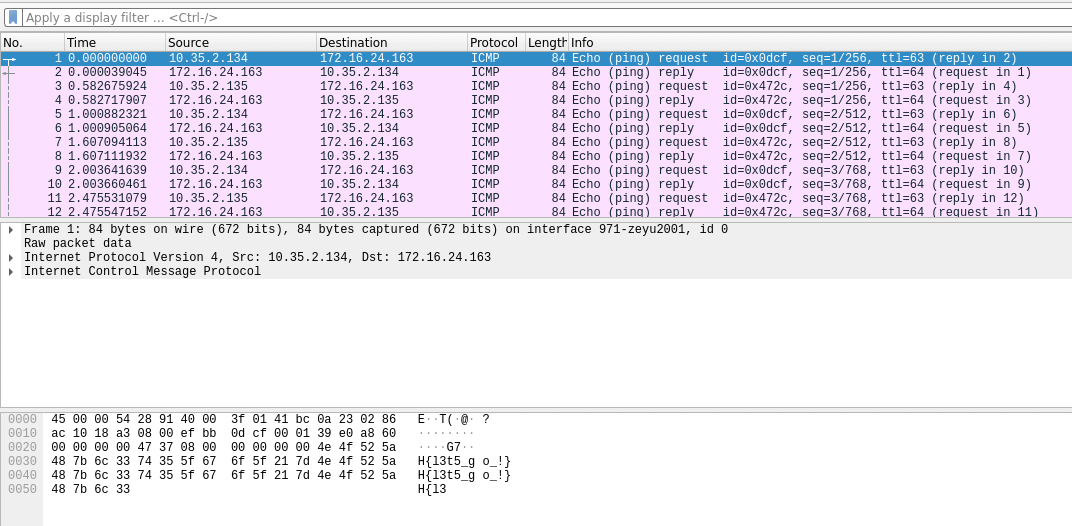 Apply a display filter ... <Ctrl-/>
No. Time Source Destination Protocol Length Info
1 0.000000000 10.35.2.134 172.16.24.163 ICMP 84 Echo (ping) request id=0x0dcf, seq=1/256, ttl=63 (reply in 2)
2 0.000039045 172.16.24.163 10.35.2.134 ICMP 84 Echo (ping) reply id=0x0dcf, seq=1/256, ttl=64 (request in 1)
3 0.582675924 10.35.2.135 172.16.24.163 ICMP 84 Echo (ping) request id=0x472c, seq=1/256, ttl=63 (reply in 4)
4 0.582717907 172.16.24.163 10.35.2.135 ICMP 84 Echo (ping) reply id=0x472c, seq=1/256, ttl=64 (request in 3)
5 1.000882321 10.35.2.134 172.16.24.163 ICMP 84 Echo (ping) request id=0x0dcf, seq=2/512, ttl=63 (reply in 6)
6 1.000905064 172.16.24.163 10.35.2.134 ICMP 84 Echo (ping) reply id=0x0dcf, seq=2/512, ttl=64 (request in 5)
7 1.607094113 10.35.2.135 172.16.24.163 ICMP 84 Echo (ping) request id=0x472c, seq=2/512, ttl=63 (reply in 8)
8 1.607111932 172.16.24.163 10.35.2.135 ICMP 84 Echo (ping) reply id=0x472c, seq=2/512, ttl=64 (request in 7)
9 2.003641639 10.35.2.134 172.16.24.163 ICMP 84 Echo (ping) request id=0x0dcf, seq=3/768, ttl=63 (reply in 10)
10 2.003660461 172.16.24.163 10.35.2.134 ICMP 84 Echo (ping) reply id=0x0dcf, seq=3/768, ttl=64 (request in 9)
11 2.475531079 10.35.2.135 172.16.24.163 ICMP 84 Echo (ping) request id=0x472c, seq=3/768, ttl=63 (reply in 12)
12 2.475547152 172.16.24.163 10.35.2.135 ICMP 84 Echo (ping) reply id=0x472c, seq=3/768, ttl=64 (request in 11)
Frame 1: 84 bytes on wire (672 bits), 84 bytes captured (672 bits) on interface 971-zeyu2001, id 0
Raw packet data
Internet Protocol Version 4, Src: 10.35.2.134, Dst: 172.16.24.163
Internet Control Message Protocol
0000 45 00 00 54 28 91 40 00 3f 01 41 bc 0a 23 02 86 E··T(·@· ?
0010 ac 10 18 a3 08 00 ef bb 0d cf 00 01 39 e0 a8 60 ········
0020 00 00 00 00 47 37 08 00 00 00 00 00 4e 4f 52 5a ····G7··
0030 48 7b 6c 33 74 35 5f 67 6f 5f 21 7d 4e 4f 52 5a H{l3t5_g o_!}
0040 48 7b 6c 33 74 35 5f 67 6f 5f 21 7d 4e 4f 52 5a H{l3t5_g o_!}
0050 48 7b 6c 33 H{l3